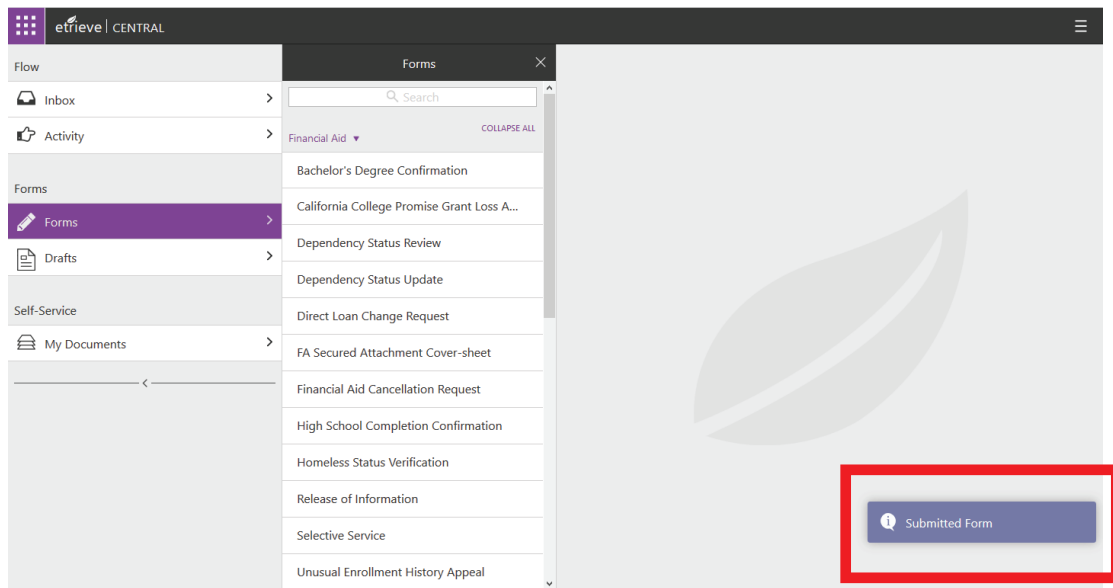 etrieve | CENTRAL
Flow
Inbox
Activity
Forms
Forms
Drafts
Self-Service
My Documents
Forms
Search
COLLAPSE ALL
Financial Aid
Bachelor's Degree Confirmation
California College Promise Grant Loss A...
Dependency Status Review
Dependency Status Update
Direct Loan Change Request
FA Secured Attachment Cover-sheet
Financial Aid Cancellation Request
High School Completion Confirmation
Homeless Status Verification
Release of Information
Selective Service
Unusual Enrollment History Appeal
Submitted Form